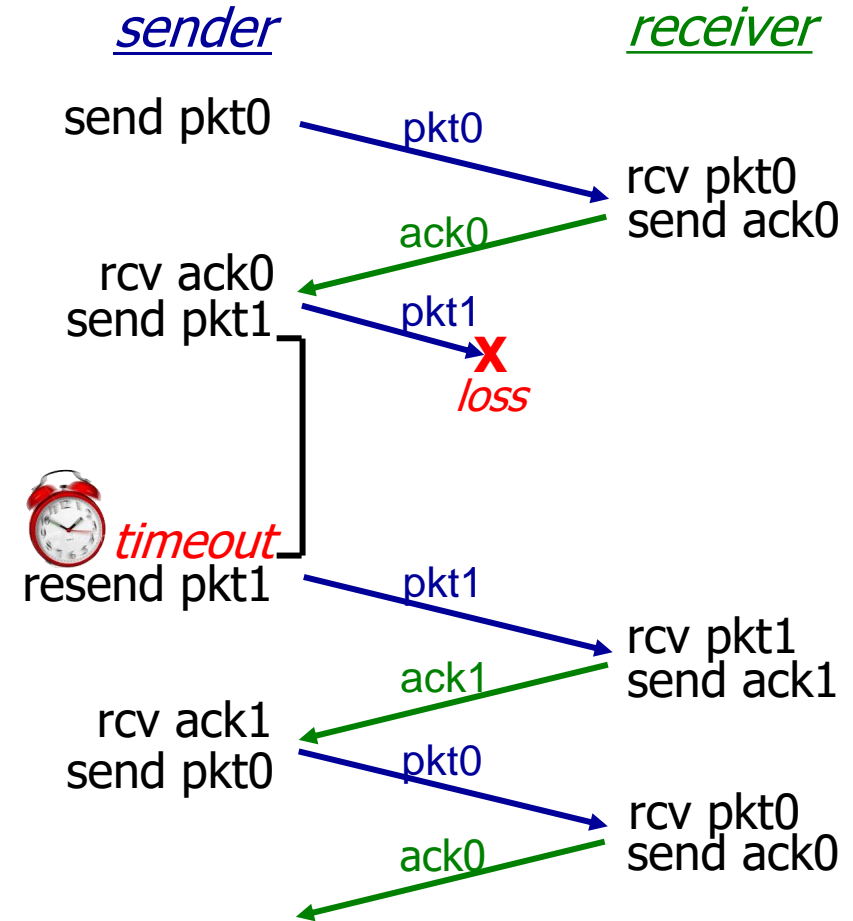 sender
receiver
send pkt0
pkt0
rcv pkt0
send ack0
ack0
rcv ack0
send pkt1
pkt1
X
loss
timeout
resend pkt1
pkt1
rcv pkt1
send ack1
ack1
rcv ack1
send pkt0
pkt0
rcv pkt0
send ack0
ack0